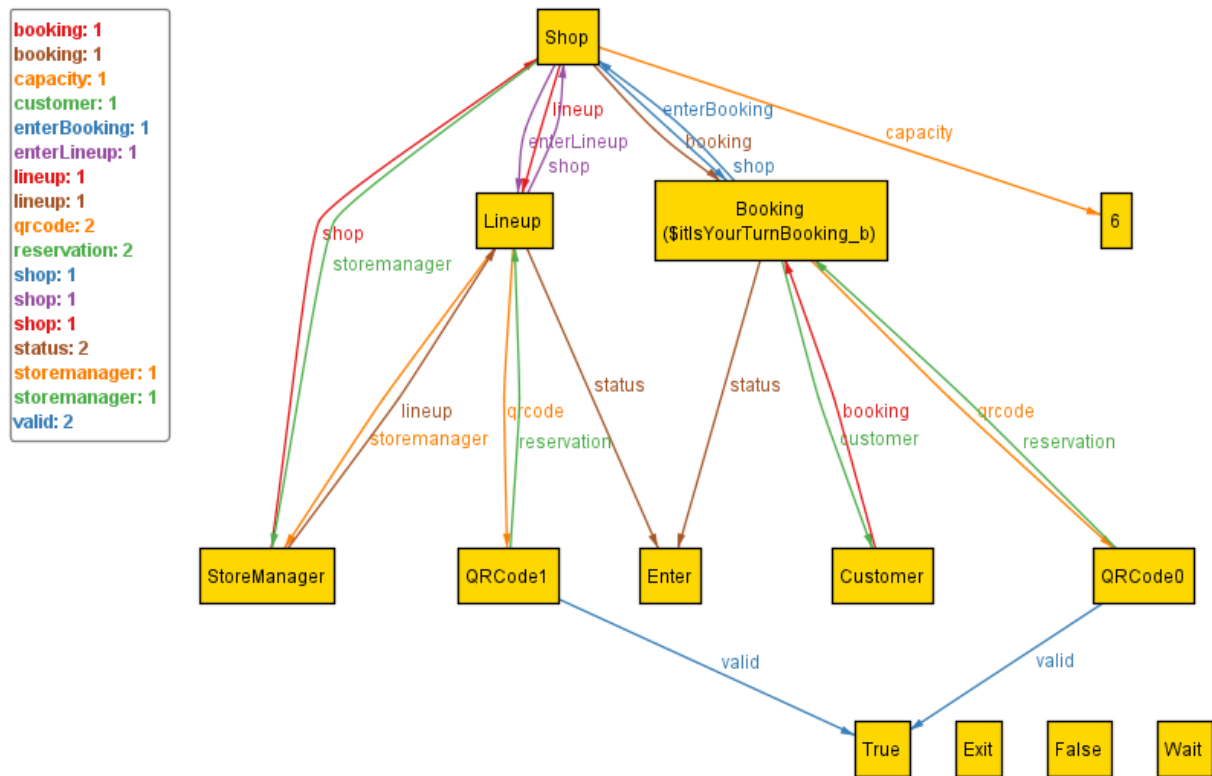 booking: 1
booking: 1
capacity: 1
customer: 1
enterBooking: 1
enterLineup: 1
lineup: 1
lineup: 1
qrcode: 2
reservation: 2
shop: 1
shop: 1
shop: 1
status: 2
storemanager: 1
storemanager: 1
valid: 2
Shop
lineup
enterBooking
enterLineup
booking
capacity
shop
shop
Lineup
Booking
($itIsYourTurnBooking_b)
6
shop
storemanager
status
status
lineup
qrcode
booking
qrcode
storemanager
reservation
customer
reservation
StoreManager
QRCode1
Enter
Customer
QRCode0
valid
valid
True
Exit
False
Wait